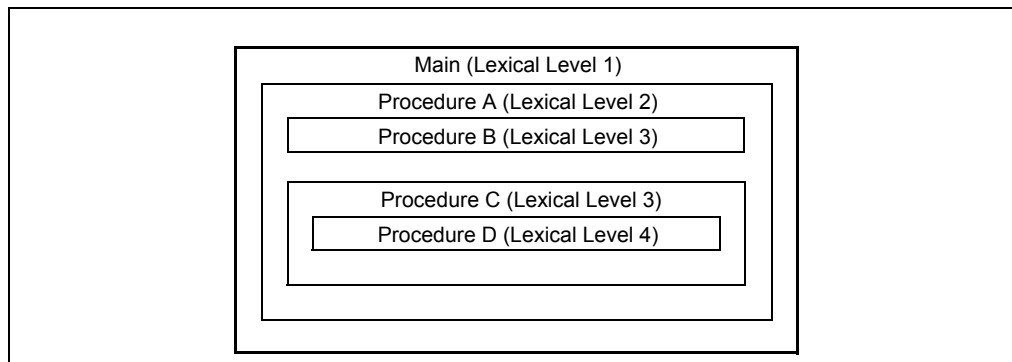 Main (Lexical Level 1)
Procedure A (Lexical Level 2)
Procedure B (Lexical Level 3)
Procedure C (Lexical Level 3)
Procedure D (Lexical Level 4)